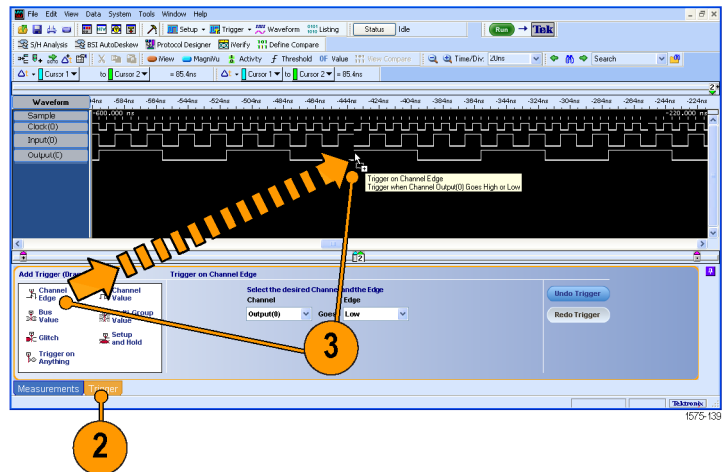 File Edit View Data System Tools Window Help
Setup Trigger Waveform Listing Status Idle Run Tek
S/H Analysis BSI AutoDeskew Protocol Designer iVerify Define Compare
iView MagniVu Activity Threshold Value View Compare Time/Div: 20ns Search
Cursor 1 to Cursor 2 = 85.4ns Cursor 1 to Cursor 2 = 85.4ns
2
Waveform 4ns -584ns -564ns -544ns -524ns -504ns -484ns -464ns -444ns -424ns -404ns -384ns -364ns -344ns -324ns -304ns -284ns -264ns -244ns -224ns
Sample -600.000 ns -220.000 ns
Clock(0)
Input(0)
Output(C)
Trigger on Channel Edge
Trigger when Channel Output(0) Goes High or Low
2
Add Trigger (Dra Trigger on Channel Edge
Channel Edge Channel Value
Bus Value Group Value
Glitch Setup and Hold
Trigger on Anything
Select the desired Channel and the Edge
Channel Edge
Output(0) Goes Low
Undo Trigger
Redo Trigger
3
Measurements Trigger
Tektronix
1575-139
2